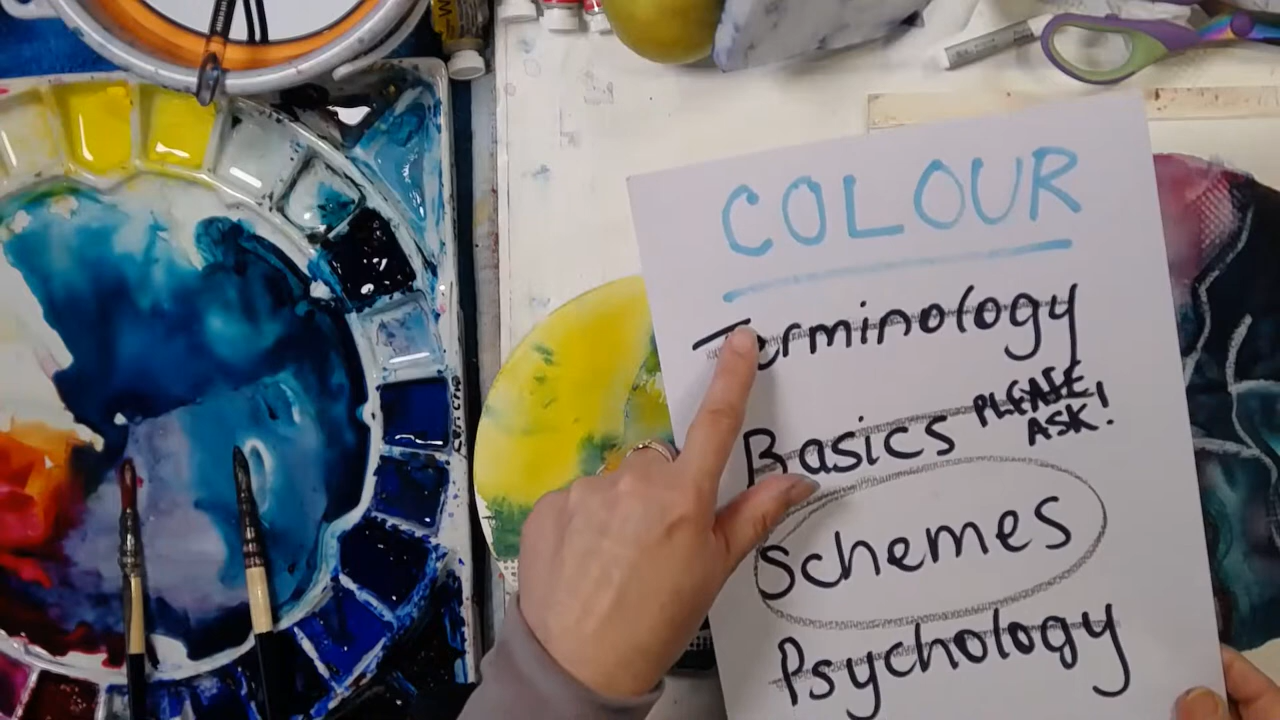 COLOUR
Terminology
Basics PLEASE
ASK!
Schemes
Psychology